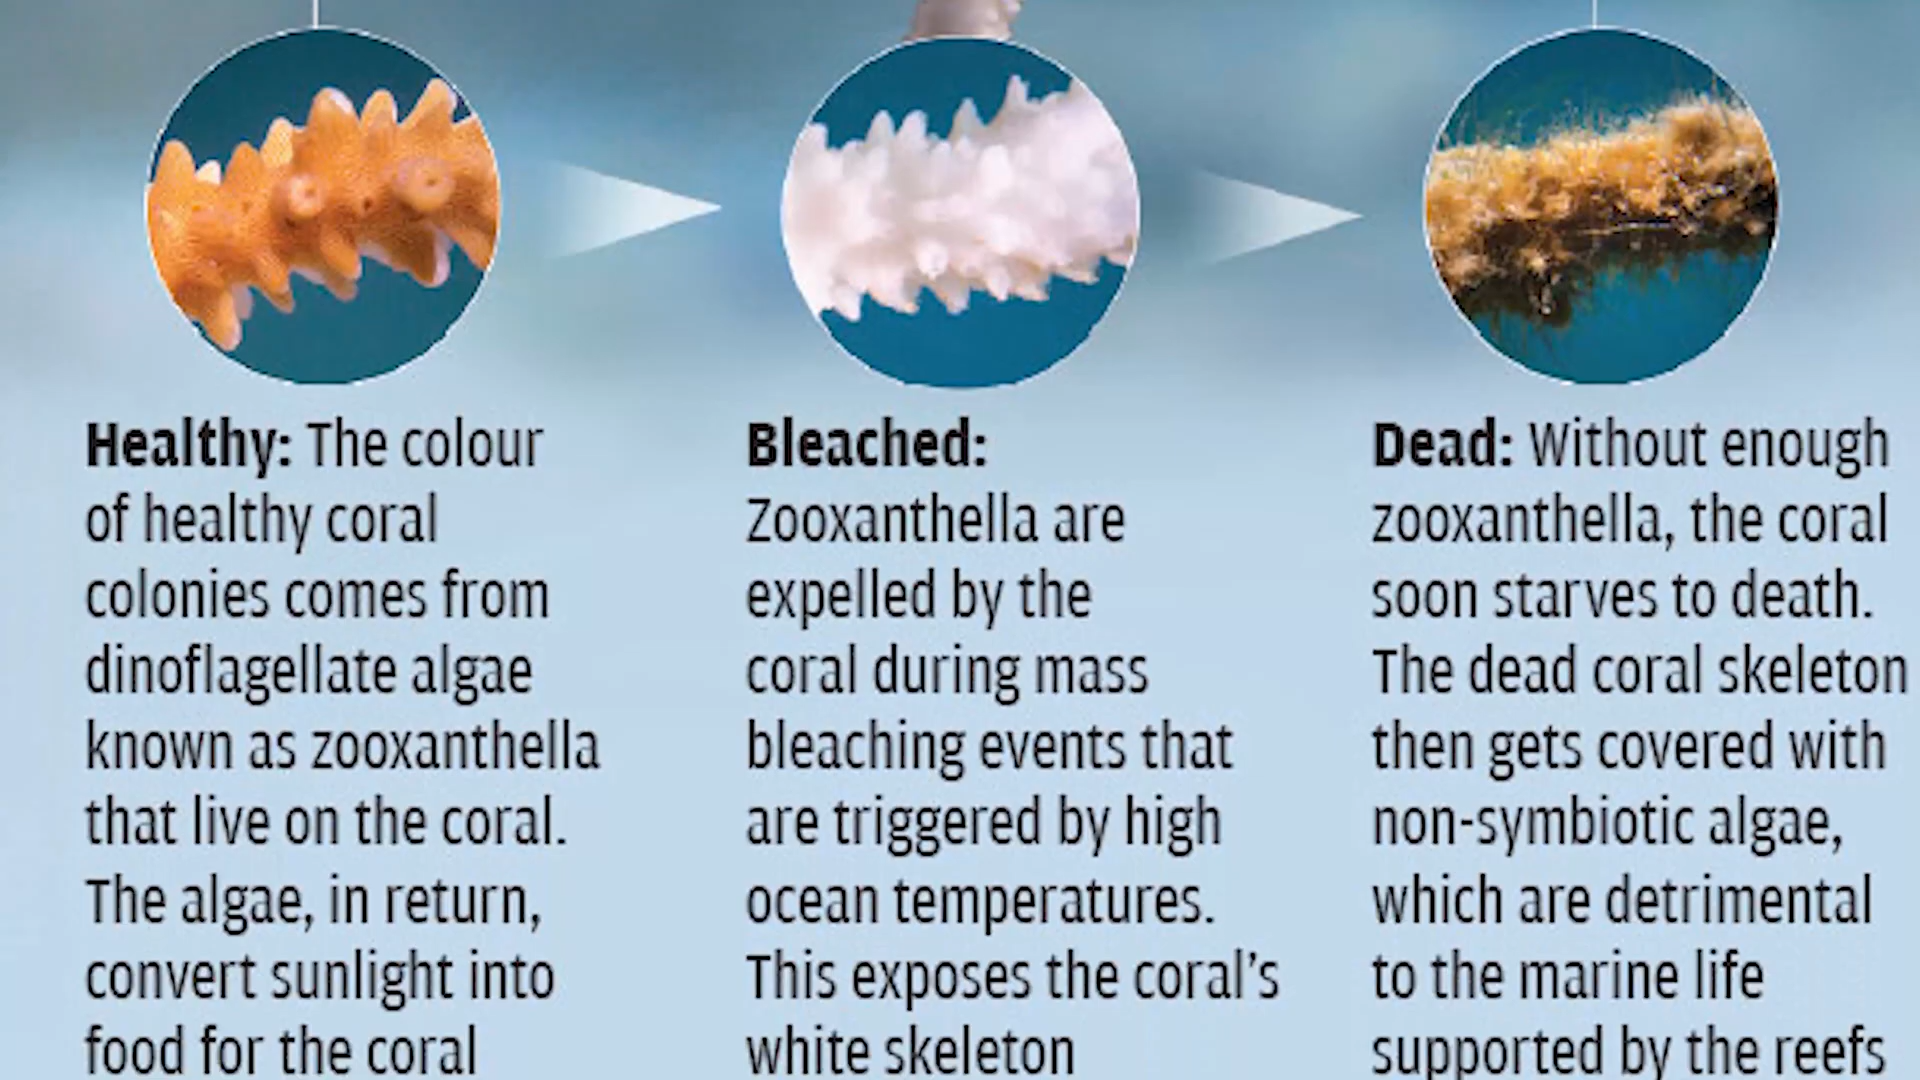 Healthy: The colour
of healthy coral
colonies comes from
dinoflagellate algae
known as zooxanthella
that live on the coral.
The algae, in return,
convert sunlight into
food for the coral
Bleached:
Zooxanthella are
expelled by the
coral during mass
bleaching events that
are triggered by high
ocean temperatures.
This exposes the coral’s
white skeleton
Dead: Without enough
zooxanthella, the coral
soon starves to death.
The dead coral skeleton
then gets covered with
non-symbiotic algae,
which are detrimental
to the marine life
supported by the reefs